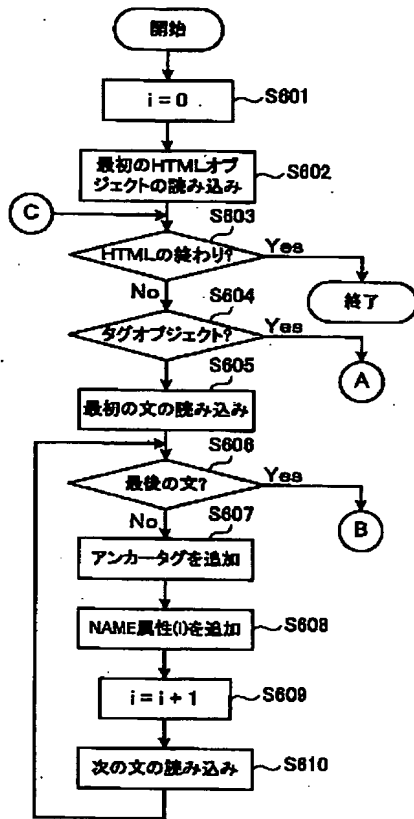 開始
i = 0
S601
最初のHTMLオブ
ジェクトの読み込み
S602
C
S603
HTMLの終わり?
Yes
No
終了
S604
タグオブジェクト?
Yes
No
A
S605
最初の文の読み込み
S606
最後の文?
Yes
No
B
S607
アンカータグを追加
NAME属性(i)を追加
S608
i = i + 1
S609
次の文の読み込み
S610